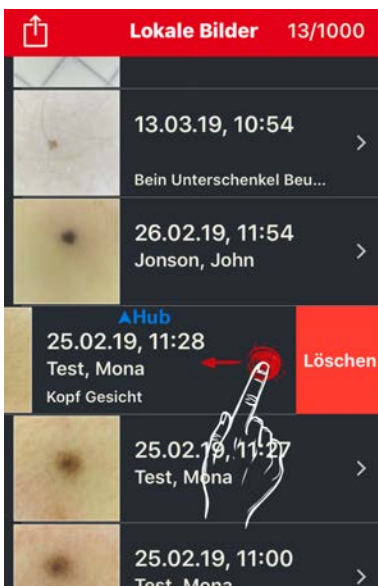 Lokale Bilder 13/1000
13.03.19, 10:54
Bein Unterschenkel Beu...
26.02.19, 11:54
Jonson, John
Hub
25.02.19, 11:28
Test, Mona
Kopf Gesicht
Löschen
25.02.19, 11:27
Test, Mona
25.02.19, 11:00
Test, Mona